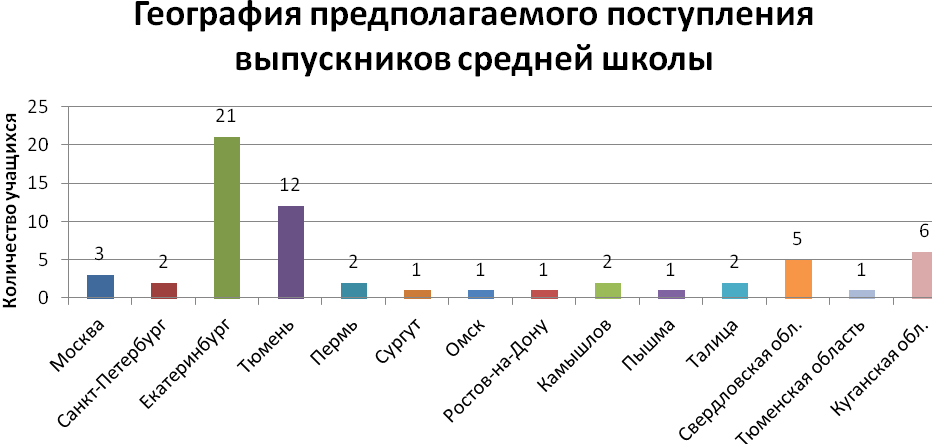 География предполагаемого поступления
выпускников средней школы
Количество учащихся
25
20
15
10
5
0
3
2
21
12
2
1
1
1
2
1
2
5
1
6
Москва
Санкт-Петербург
Екатеринбург
Тюмень
Пермь
Сургут
Омск
Ростов-на-Дону
Камышлов
Пышма
Талица
Свердловская обл.
Тюменская область
Куганская обл.